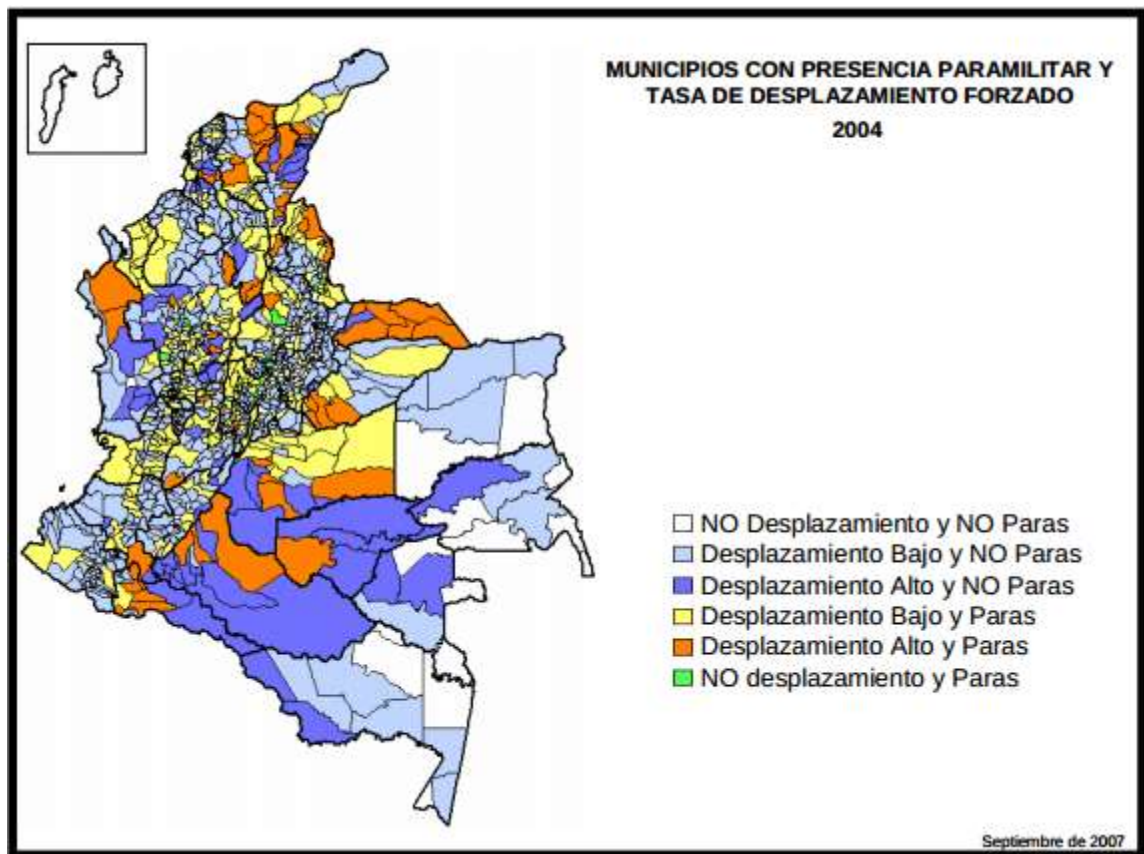 MUNICIPIOS CON PRESENCIA PARAMILITAR Y
TASA DE DESPLAZAMIENTO FORZADO
2004
NO Desplazamiento y NO Paras
Desplazamiento Bajo y NO Paras
Desplazamiento Alto y NO Paras
Desplazamiento Bajo y Paras
Desplazamiento Alto y Paras
NO desplazamiento y Paras
Septiembre de 2007